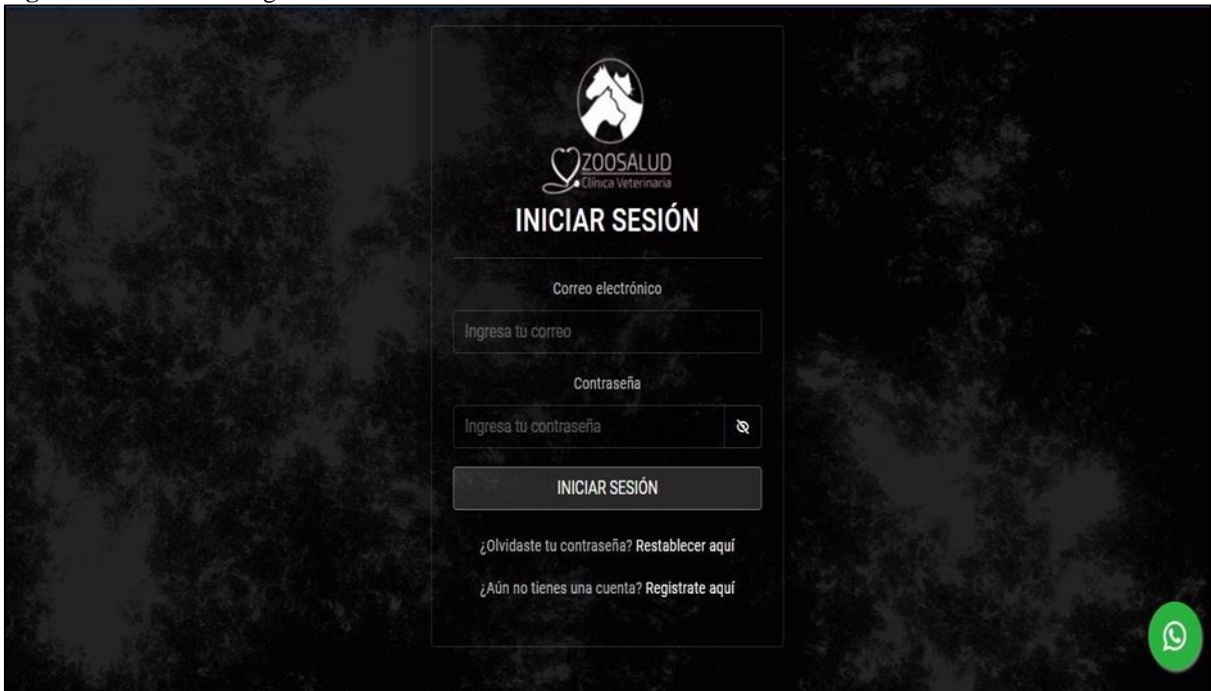 ZOOSALUD
Clínica Veterinaria
INICIAR SESIÓN
Correo electrónico
Ingresa tu correo
Contraseña
Ingresa tu contraseña
INICIAR SESIÓN
¿Olvidaste tu contraseña? Restablecer aquí
¿Aún no tienes una cuenta? Registrate aquí